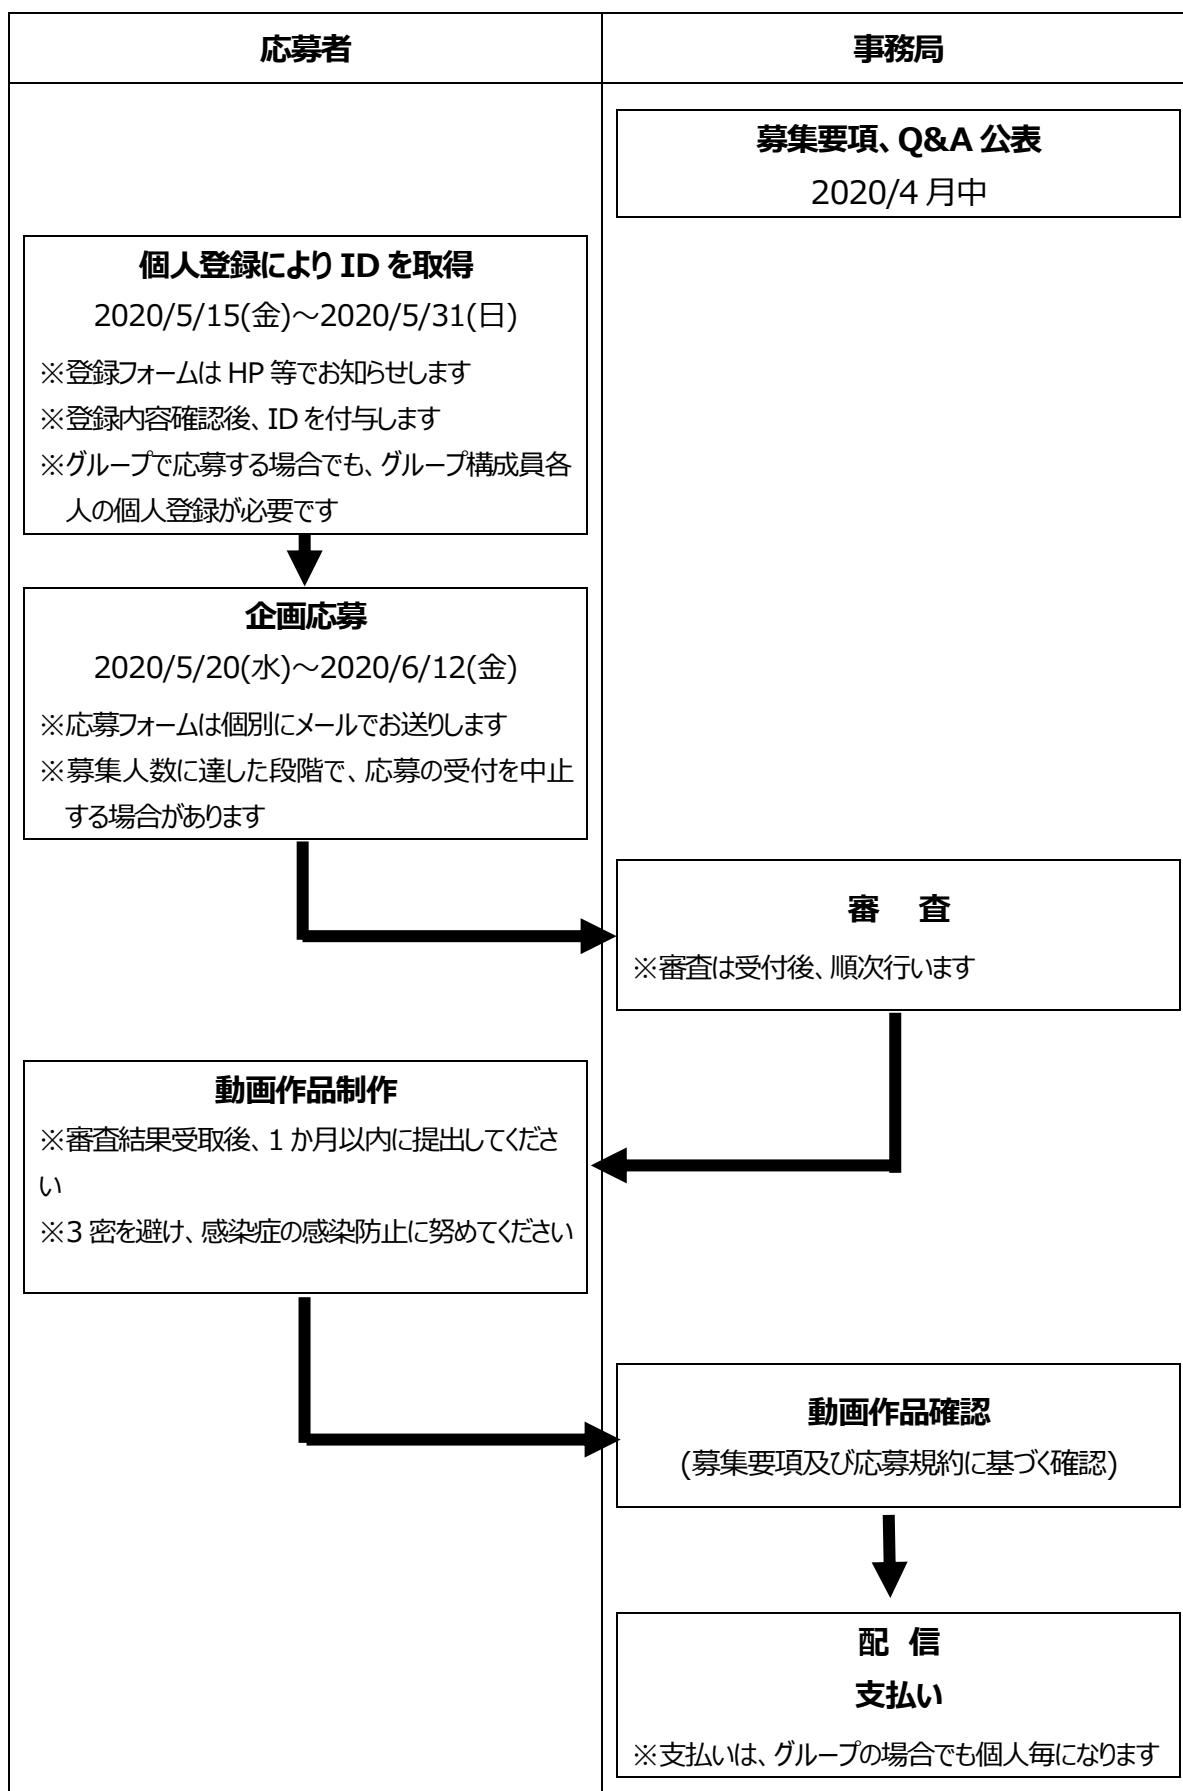 応募者
事務局
募集要項、Q&A 公表
2020/4 月中
個人登録により ID を取得
2020/5/15(金)～2020/5/31(日)
※登録フォームは HP 等でお知らせします
※登録内容確認後、ID を付与します
※グループで応募する場合でも、グループ構成員各
人の個人登録が必要です
企画応募
2020/5/20(水)～2020/6/12(金)
※応募フォームは個別にメールでお送りします
※募集人数に達した段階で、応募の受付を中止
する場合があります
審　査
※審査は受付後、順次行います
動画作品制作
※審査結果受取後、1 か月以内に提出してくださ
い
※3 密を避け、感染症の感染防止に努めてください
動画作品確認
(募集要項及び応募規約に基づく確認)
配 信
支払い
※支払いは、グループの場合でも個人毎になります